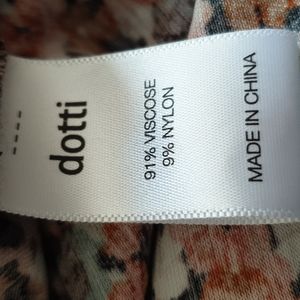 dotti
91% VISCOSE
9% NYLON
MADE IN CHINA